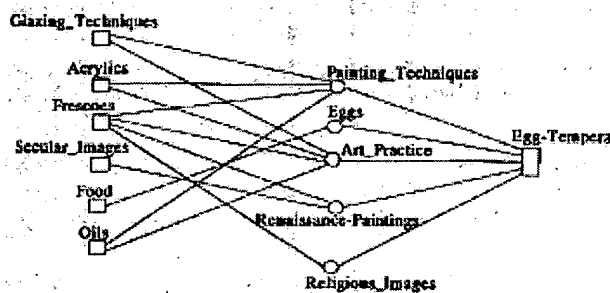 Glazing_Techniques
Acrylics
Painting_Techniques
Frescoes
Eggs
Egg-Tempera
Secular_Images
Art_Practice
Food
Renaissance-Paintings
Oils
Religious_Images